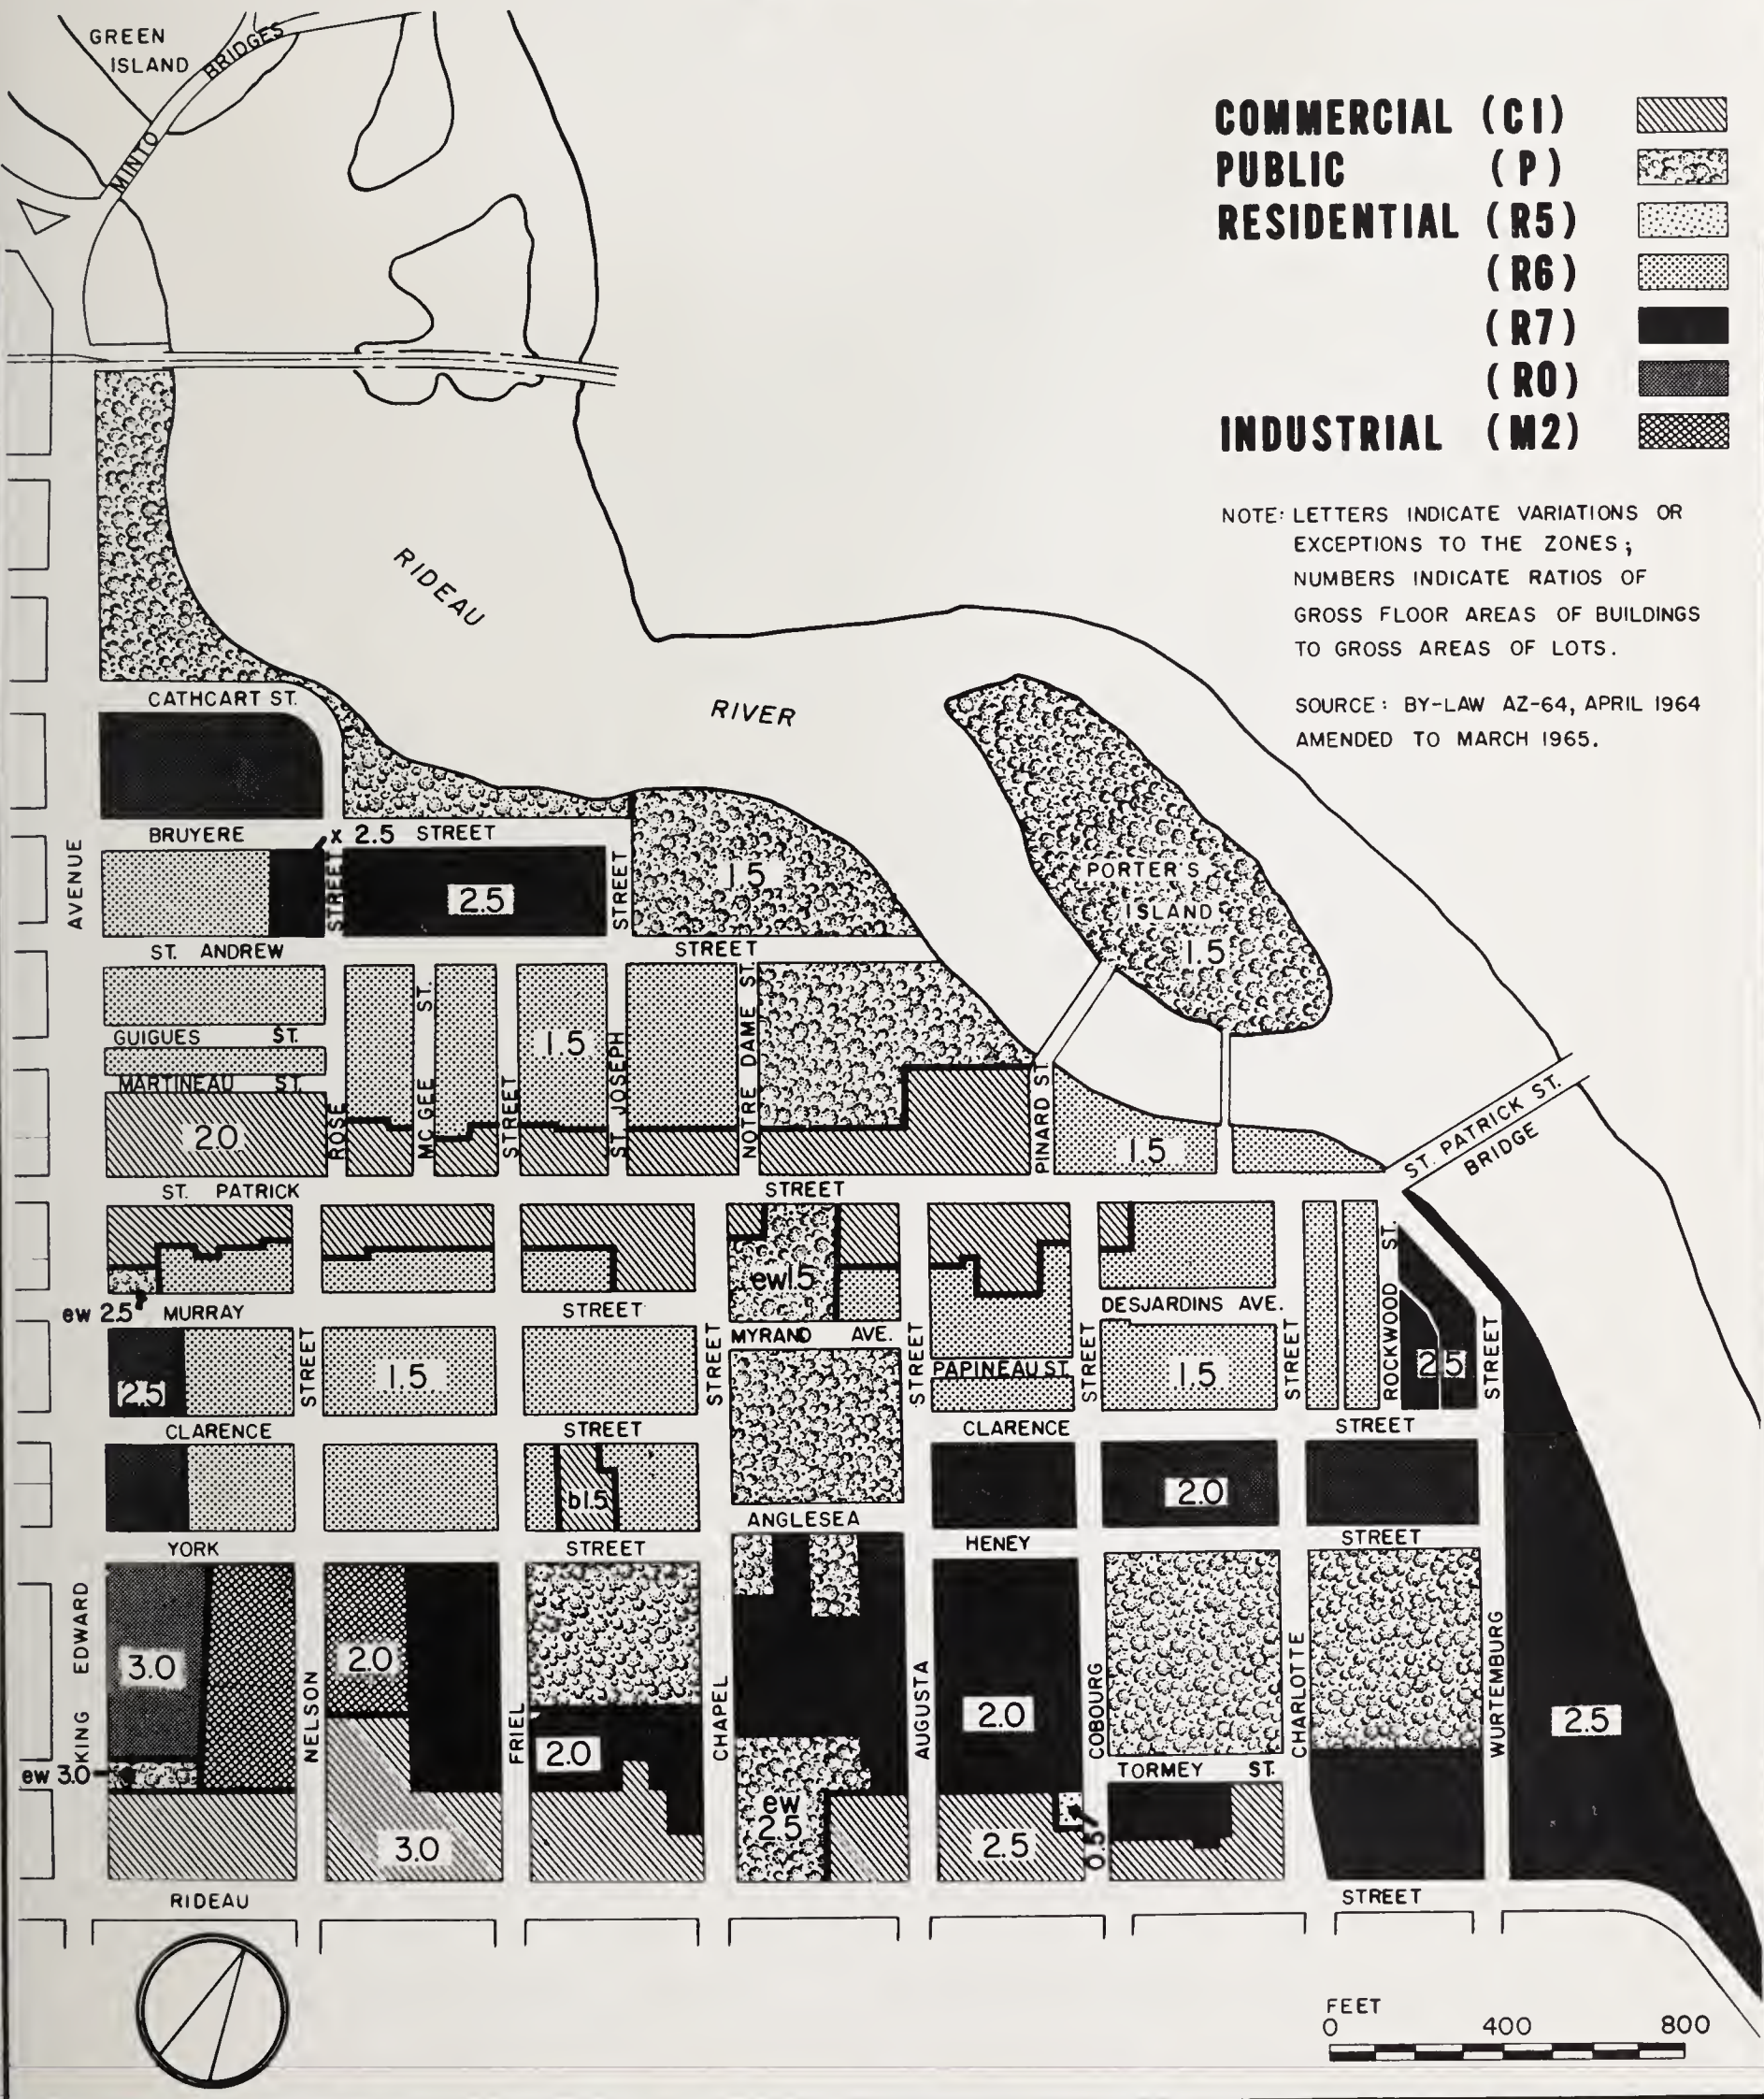 GREEN
ISLAND
MINTO BRIDGES
COMMERCIAL (C1)
PUBLIC (P)
RESIDENTIAL (R5)
(R6)
(R7)
(RO)
INDUSTRIAL (M2)
NOTE: LETTERS INDICATE VARIATIONS OR
EXCEPTIONS TO THE ZONES;
NUMBERS INDICATE RATIOS OF
GROSS FLOOR AREAS OF BUILDINGS
TO GROSS AREAS OF LOTS.
SOURCE: BY-LAW AZ-64, APRIL 1964
AMENDED TO MARCH 1965.
RIDEAU
RIVER
CATHCART ST.
BRUYERE
x 2.5
STREET
AVENUE
STREET
2.5
STREET
1.5
PORTER'S
ISLAND
1.5
ST. ANDREW
STREET
GUIGUES ST.
MARTINEAU ST.
2.0
ROSE
MC GEE ST.
STREET
1.5
ST. JOSEPH
NOTRE DAME ST.
PINARD ST.
1.5
ST. PATRICK ST.
BRIDGE
ST. PATRICK
STREET
ew 2.5
MURRAY
STREET
ew1.5
MYRAND AVE.
DESJARDINS AVE.
PAPINEAU ST.
ROCKWOOD ST.
2.5
STREET
2.5
STREET
1.5
STREET
STREET
STREET
1.5
STREET
CLARENCE
STREET
CLARENCE
STREET
b1.5
2.0
ANGLESEA
YORK
STREET
HENEY
STREET
KING EDWARD
3.0
ew 3.0
NELSON
2.0
3.0
FRIEL
2.0
CHAPEL
ew
2.5
AUGUSTA
2.0
2.5
COBOURG
0.5
TORMEY ST.
CHARLOTTE
WURTEMBURG
2.5
RIDEAU
STREET
FEET
0 400 800